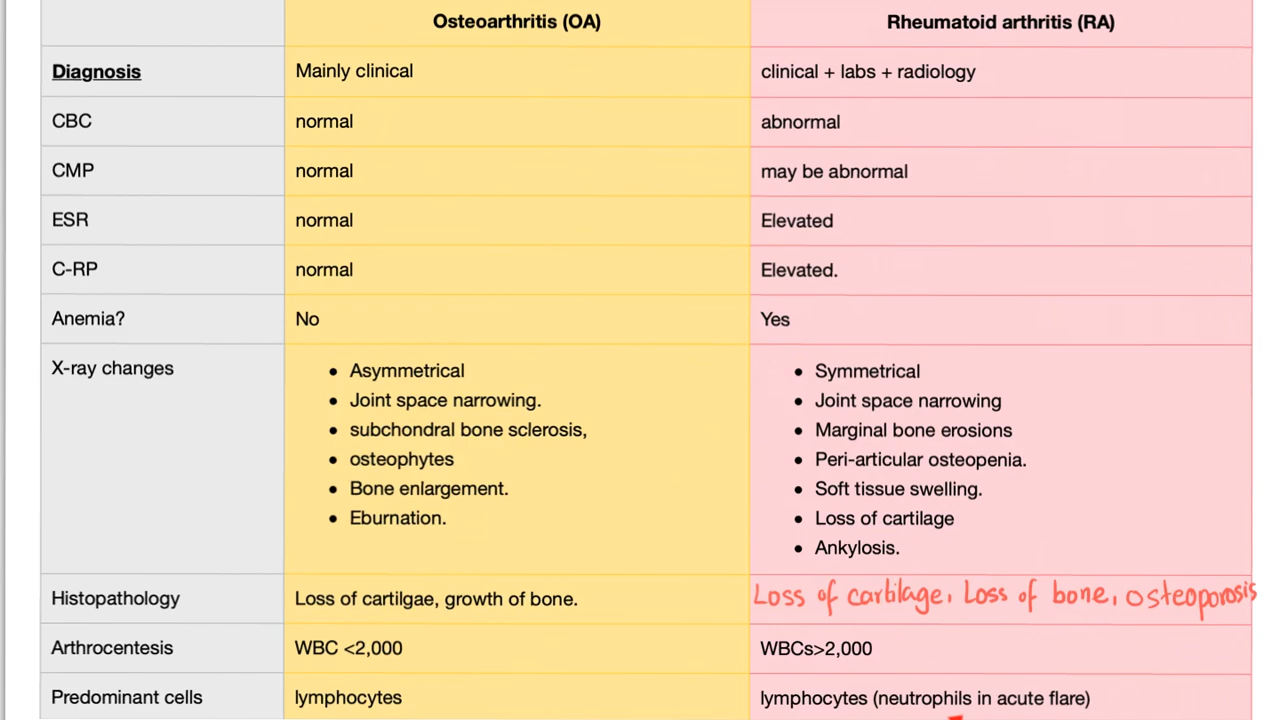 Osteoarthritis (OA) Rheumatoid arthritis (RA)
Diagnosis Mainly clinical clinical + labs + radiology
CBC normal abnormal
CMP normal may be abnormal
ESR normal Elevated
C-RP normal Elevated.
Anemia? No Yes
X-ray changes
• Asymmetrical
• Joint space narrowing.
• subchondral bone sclerosis,
• osteophytes
• Bone enlargement.
• Eburnation.
• Symmetrical
• Joint space narrowing
• Marginal bone erosions
• Peri-articular osteopenia.
• Soft tissue swelling.
• Loss of cartilage
• Ankylosis.
Histopathology Loss of cartilgae, growth of bone. Loss of cartilage, Loss of bone, osteoporosis
Arthrocentesis WBC <2,000 WBCs>2,000
Predominant cells lymphocytes lymphocytes (neutrophils in acute flare)